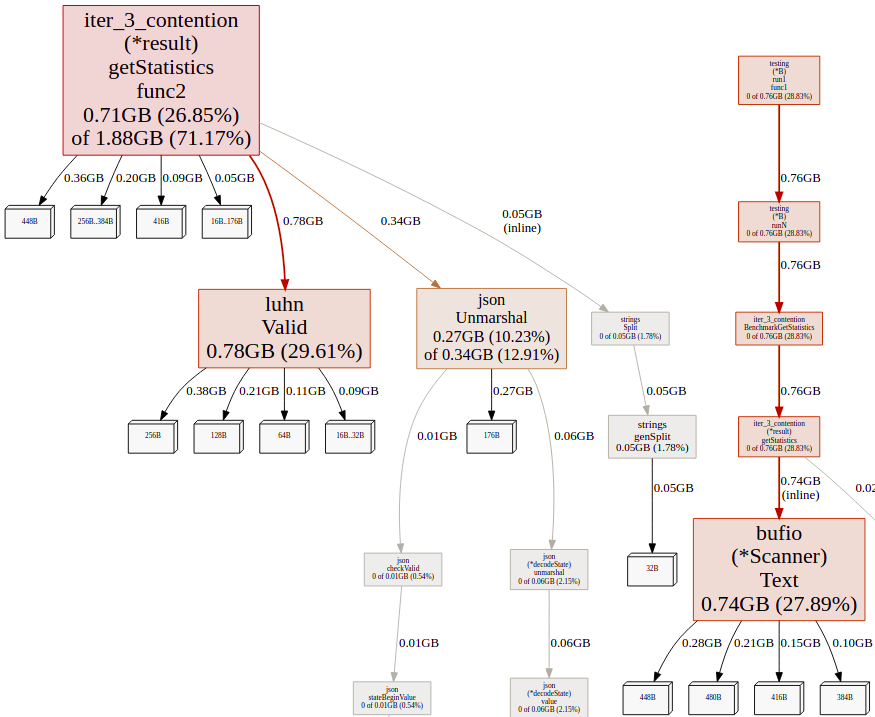 iter_3_contention
(*result)
getStatistics
func2
0.71GB (26.85%)
of 1.88GB (71.17%)
testing
(*B)
run1
func1
0 of 0.76GB (28.83%)
0.36GB
0.20GB
0.09GB
0.05GB
0.76GB
448B
256B..384B
416B
16B..176B
0.78GB
0.34GB
0.05GB
(inline)
testing
(*B)
runN
0 of 0.76GB (28.83%)
0.76GB
luhn
Valid
0.78GB (29.61%)
json
Unmarshal
0.27GB (10.23%)
of 0.34GB (12.91%)
strings
Split
0 of 0.05GB (1.78%)
iter_3_contention
BenchmarkGetStatistics
0 of 0.76GB (28.83%)
0.38GB
0.21GB
0.11GB
0.09GB
0.27GB
0.05GB
0.76GB
256B
128B
64B
16B..32B
0.01GB
176B
0.06GB
strings
genSplit
0.05GB (1.78%)
iter_3_contention
(*result)
getStatistics
0 of 0.76GB (28.83%)
0.05GB
0.74GB
(inline)
0.02
json
checkValid
0 of 0.01GB (0.54%)
json
(*decodeState)
unmarshal
0 of 0.06GB (2.15%)
32B
bufio
(*Scanner)
Text
0.74GB (27.89%)
0.01GB
0.06GB
0.28GB
0.21GB
0.15GB
0.10GB
json
stateBeginValue
0 of 0.01GB (0.54%)
json
(*decodeState)
value
0 of 0.06GB (2.15%)
448B
480B
416B
384B